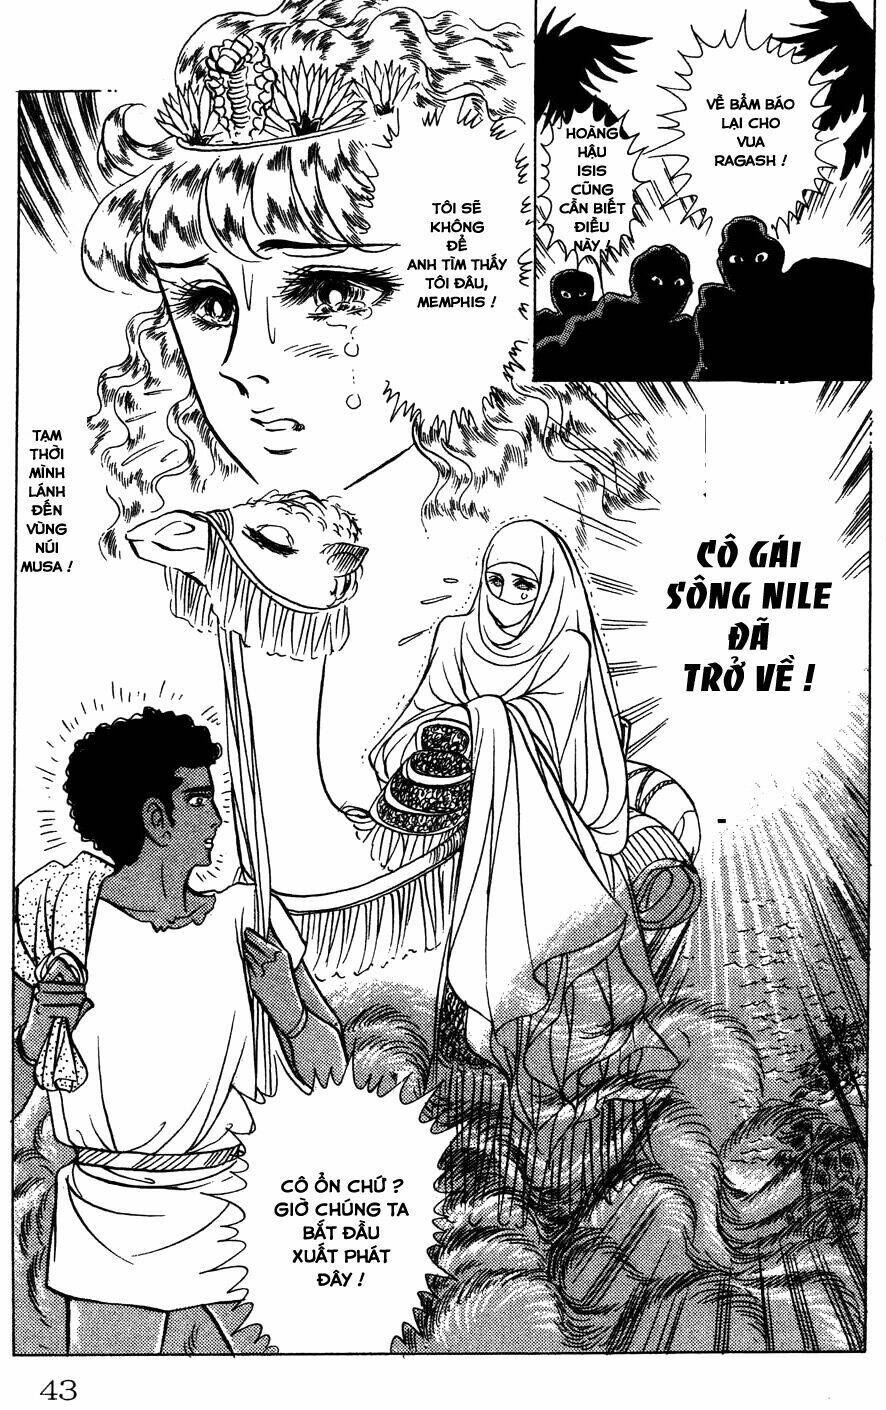 VỀ BẨM BÁO
LẠI CHO
VUA
RAGASH !
HOÀNG
HẬU
ISIS
CŨNG
CẦN BIẾT
ĐIỀU
NÀY !
TÔI SẼ
KHÔNG
ĐỂ
ANH TÌM THẤY
TÔI ĐÂU,
MEMPHIS !
TẠM
THỜI
MÌNH
LÁNH
ĐẾN
VÙNG
NÚI
MUSA !
CÔ GÁI
SÔNG NILE
ĐÃ
TRỞ VỀ !
CÔ ỔN CHỨ ?
GIỜ CHÚNG TA
BẮT ĐẦU
XUẤT PHÁT
ĐÂY !
43